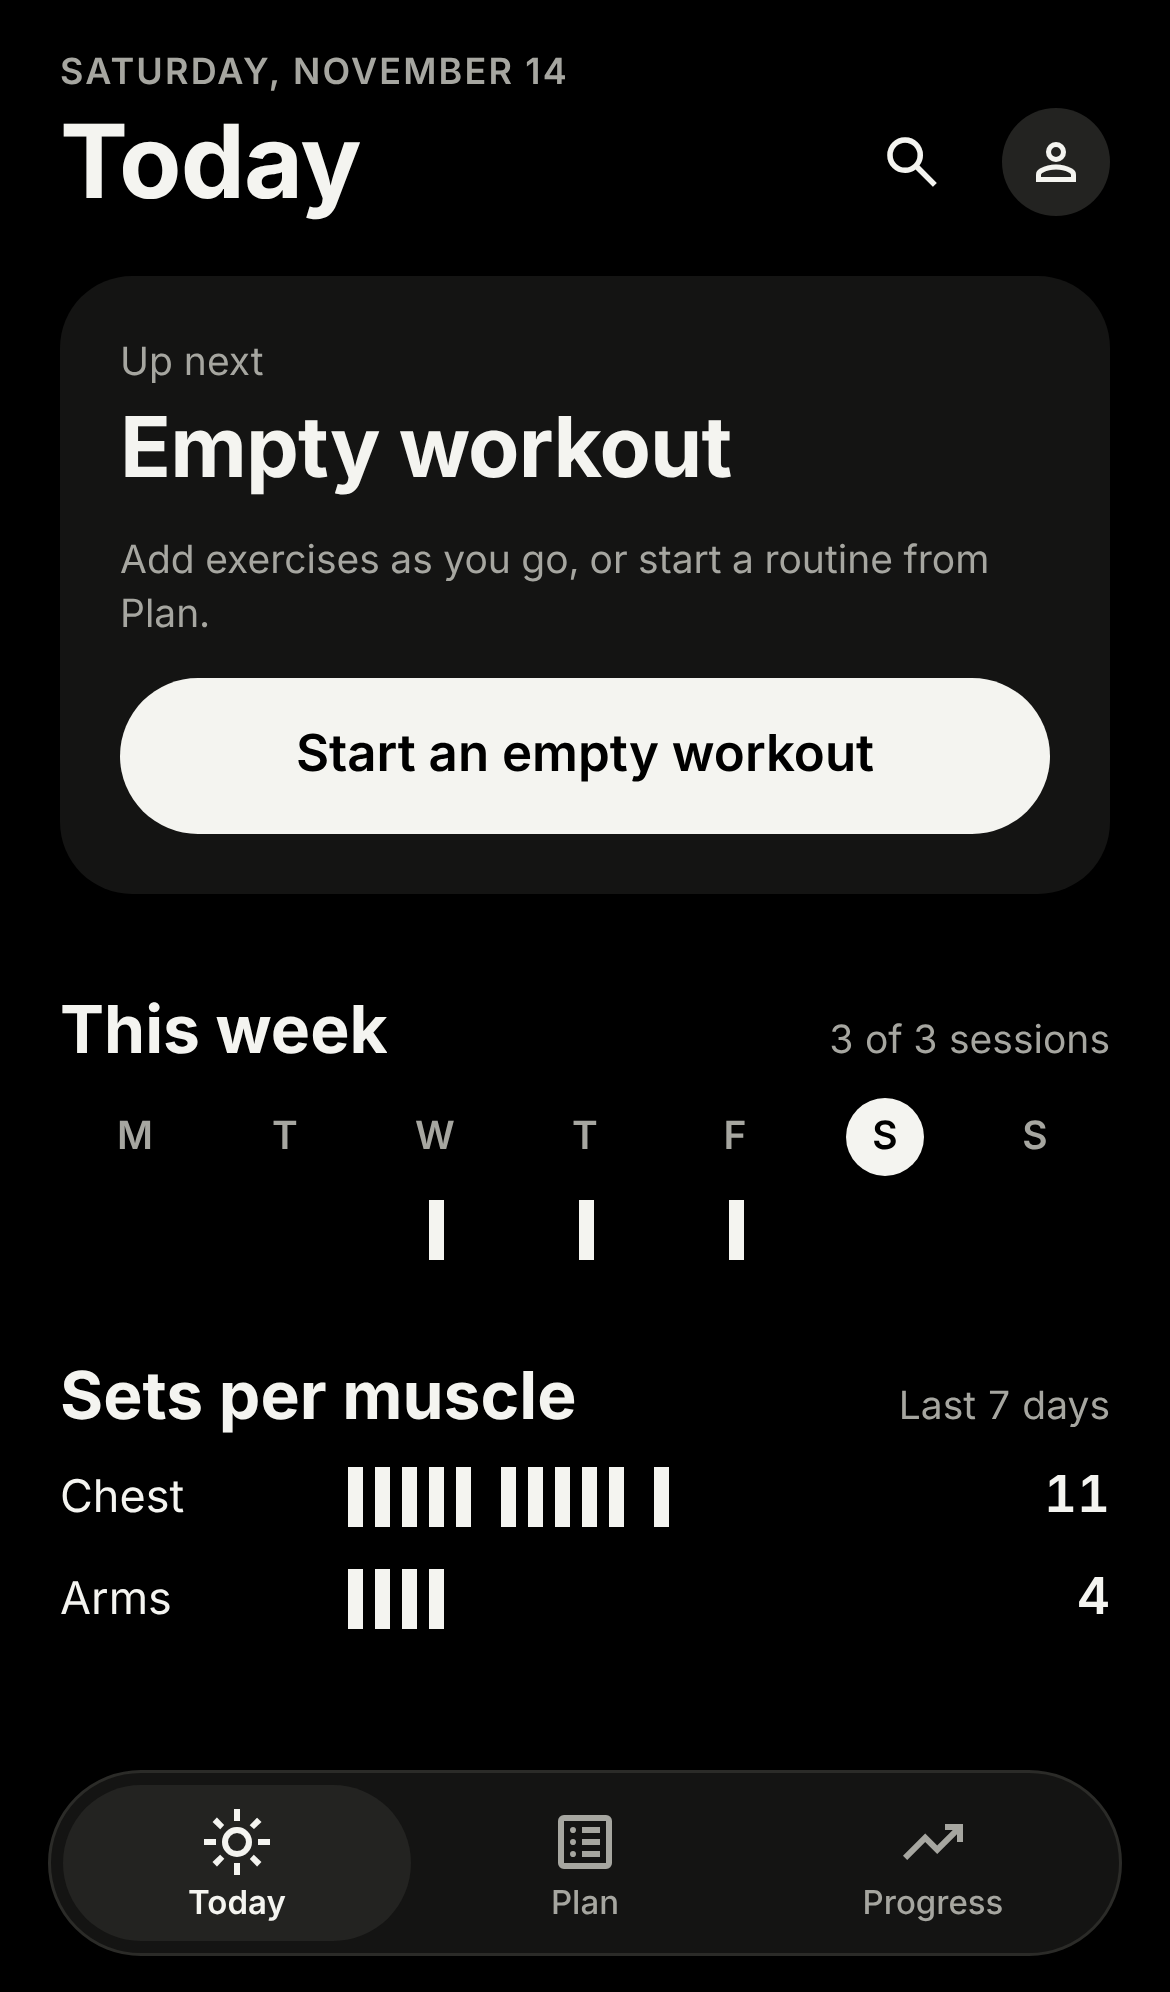 SATURDAY, NOVEMBER 14
Today
Up next
Empty workout
Add exercises as you go, or start a routine from
Plan.
Start an empty workout
This week
3 of 3 sessions
M T W T F S S
Sets per muscle
Last 7 days
Chest 11
Arms 4
Today Plan Progress